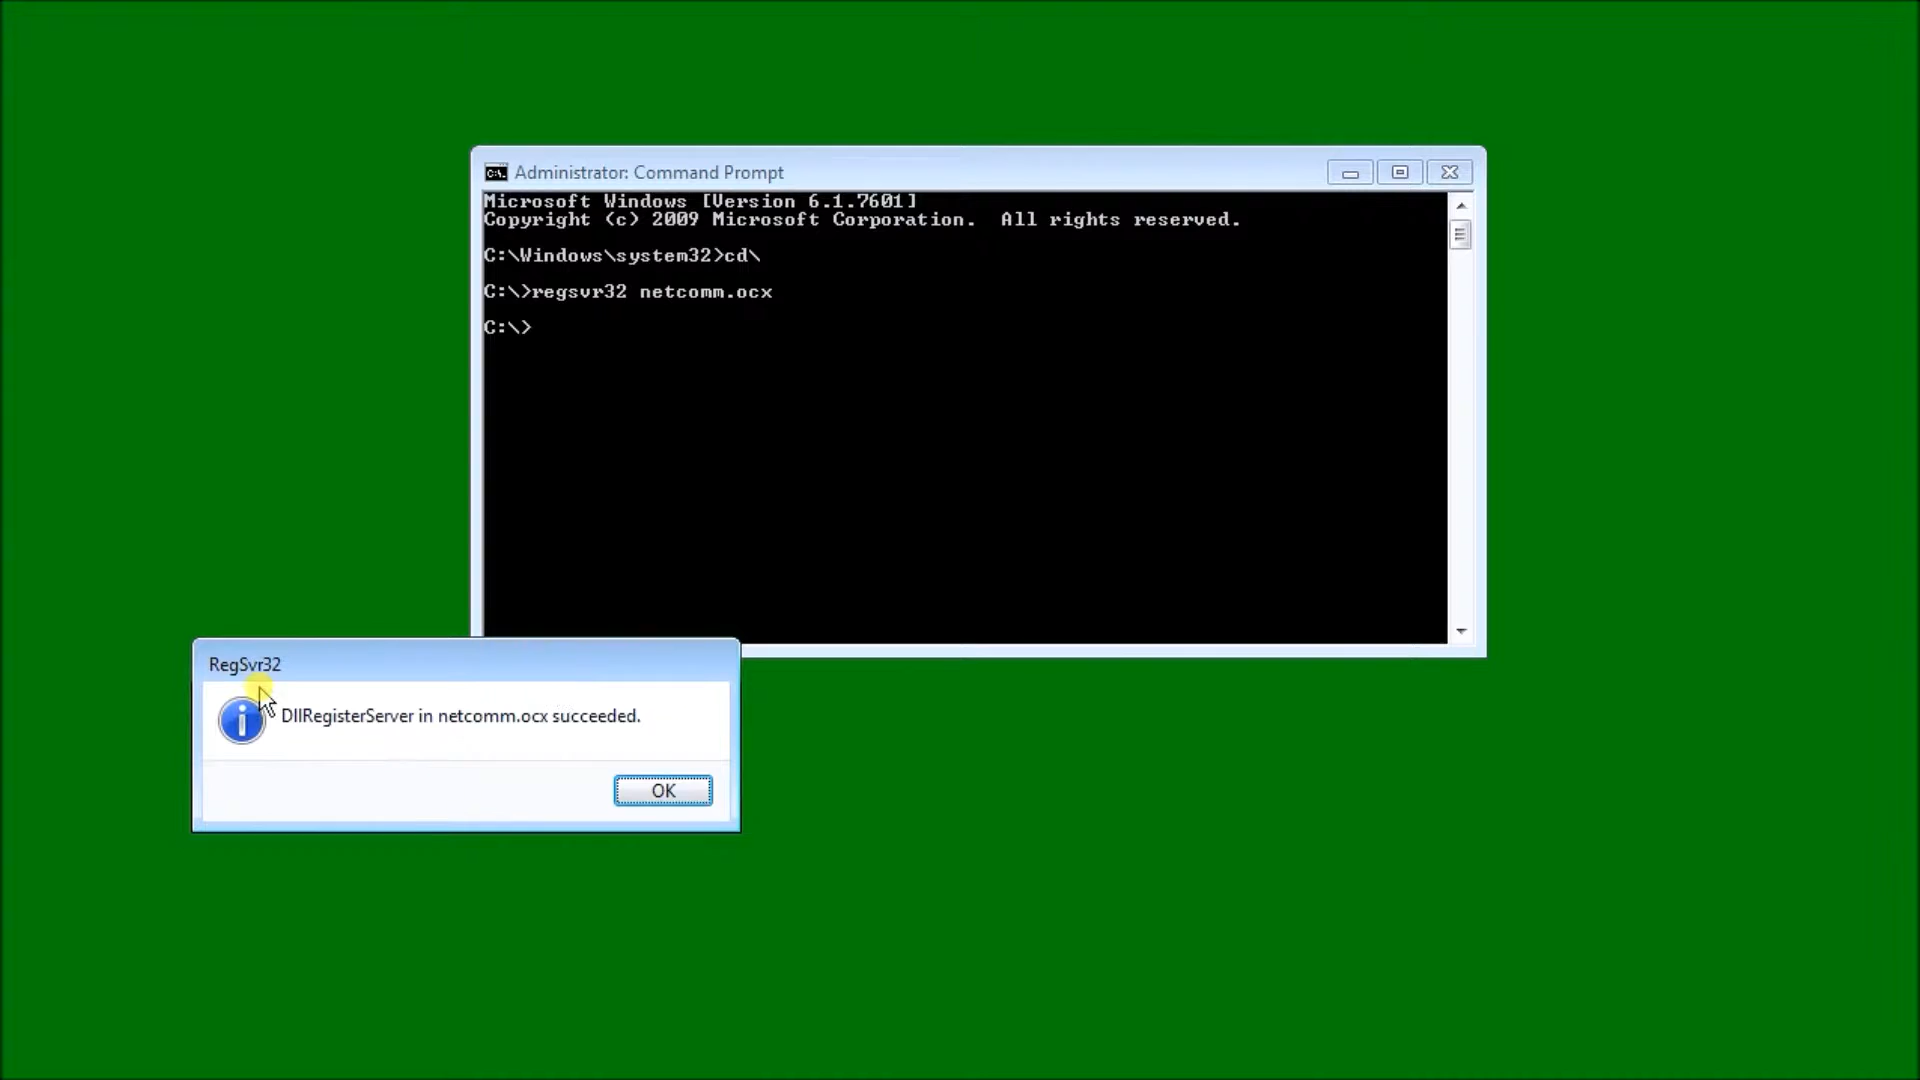 Administrator: Command Prompt
Microsoft Windows [Version 6.1.7601]
Copyright (c) 2009 Microsoft Corporation.  All rights reserved.
C:\Windows\system32>cd\
C:\>regsvr32 netcomm.ocx
C:\>
RegSvr32
DllRegisterServer in netcomm.ocx succeeded.
OK